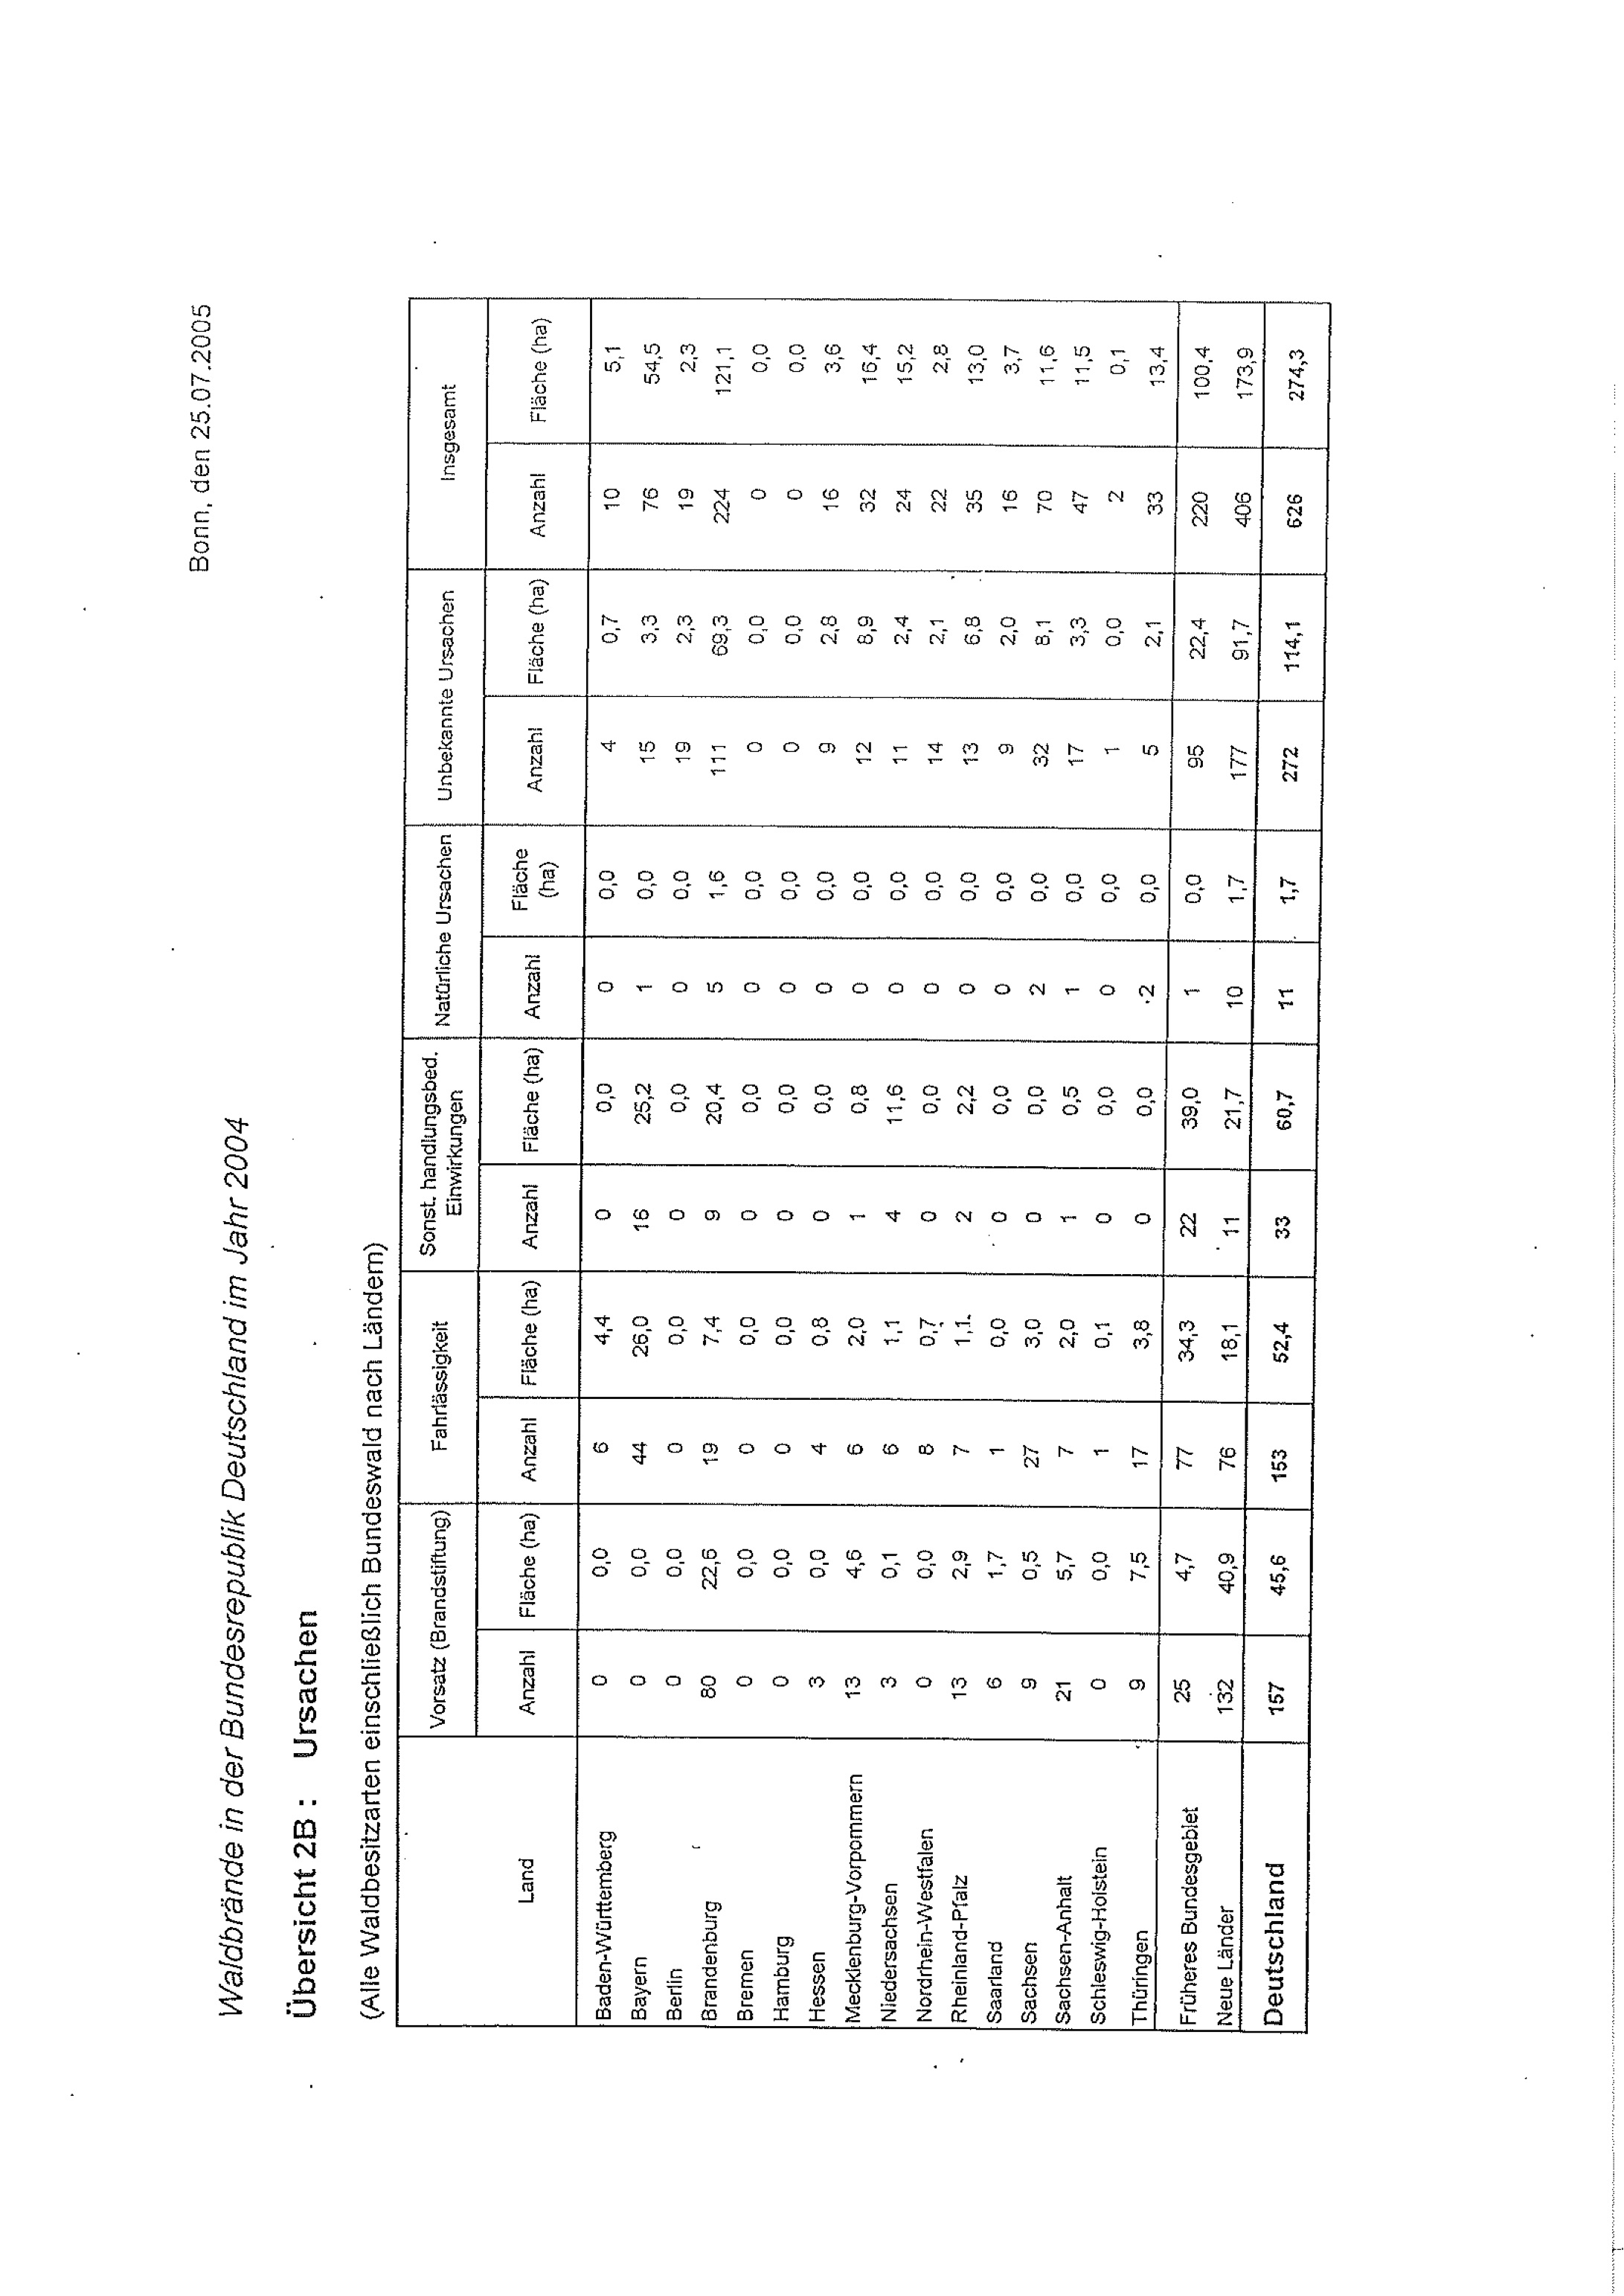 Bonn, den 25.07.2005
Waldbrände in der Bundesrepublik Deutschland im Jahr 2004
Übersicht 2B : Ursachen
(Alle Waldbesitzarten einschließlich Bundeswald nach Ländern)
Land Vorsatz (Brandstiftung) Fahrlässigkeit Sonst. handlungsbed. Einwirkungen Natürliche Ursachen Unbekannte Ursachen Insgesamt
Anzahl Fläche (ha) Anzahl Fläche (ha) Anzahl Fläche (ha) Anzahl Fläche (ha) Anzahl Fläche (ha) Anzahl Fläche (ha)
Baden-Württemberg 0 0,0 6 4,4 0 0,0 0 0,0 4 0,7 10 5,1
Bayern 0 0,0 44 26,0 16 25,2 1 0,0 15 3,3 76 54,5
Berlin 0 0,0 0 0,0 0 0,0 0 0,0 19 2,3 19 2,3
Brandenburg 80 22,6 19 7,4 9 20,4 5 1,6 111 69,3 224 121,1
Bremen 0 0,0 0 0,0 0 0,0 0 0,0 0 0,0 0 0,0
Hamburg 0 0,0 0 0,0 0 0,0 0 0,0 0 0,0 0 0,0
Hessen 3 0,0 4 0,8 0 0,0 0 0,0 9 2,8 16 3,6
Mecklenburg-Vorpommern 13 4,6 6 2,0 1 0,8 0 0,0 12 8,9 32 16,4
Niedersachsen 3 0,1 6 1,1 4 11,6 0 0,0 11 2,4 24 15,2
Nordrhein-Westfalen 0 0,0 8 0,7 0 0,0 0 0,0 14 2,1 22 2,8
Rheinland-Pfalz 13 2,9 7 1,1 2 2,2 0 0,0 13 6,8 35 13,0
Saarland 6 1,7 1 0,0 0 0,0 0 0,0 9 2,0 16 3,7
Sachsen 9 0,5 27 3,0 0 0,0 2 0,0 32 8,1 70 11,6
Sachsen-Anhalt 21 5,7 7 2,0 1 0,5 1 0,0 17 3,3 47 11,5
Schleswig-Holstein 0 0,0 1 0,1 0 0,0 0 0,0 1 0,0 2 0,1
Thüringen 9 7,5 17 3,8 0 0,0 2 0,0 5 2,1 33 13,4
Früheres Bundesgebiet 25 4,7 77 34,3 22 39,0 1 0,0 95 22,4 220 100,4
Neue Länder 132 40,9 76 18,1 11 21,7 10 1,7 177 91,7 406 173,9
Deutschland 157 45,6 153 52,4 33 60,7 11 1,7 272 114,1 626 274,3